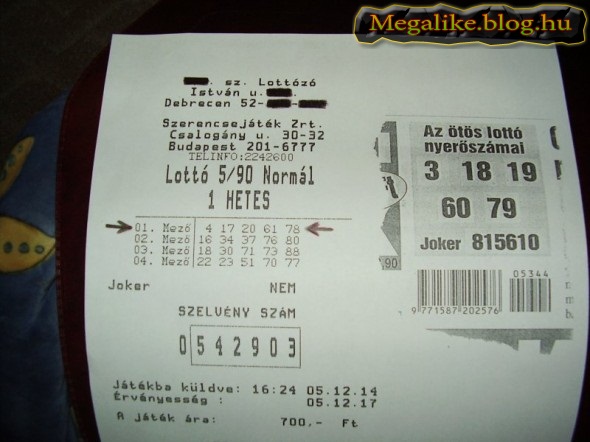 Megalike.blog.hu
. sz. Lottózó
István u.
Debrecen 52-
Szerencsejáték Zrt.
Csalogány u. 30-32
Budapest 201-6777
TELINFO:2242600
Lottó 5/90 Normál
1 HETES
01. Mező 4 17 20 61 78
02. Mező 16 34 37 76 80
03. Mező 18 30 71 73 88
04. Mező 22 23 51 70 77
Joker NEM
SZELVÉNY SZÁM
0542903
Játékba küldve: 16:24 05.12.14
Érvényesség : 05.12.17
A játék ára: 700,- Ft
Az ötös lottó
nyerőszámai
3 18 19
60 79
Joker 815610
'90
05344
9 771587 202576